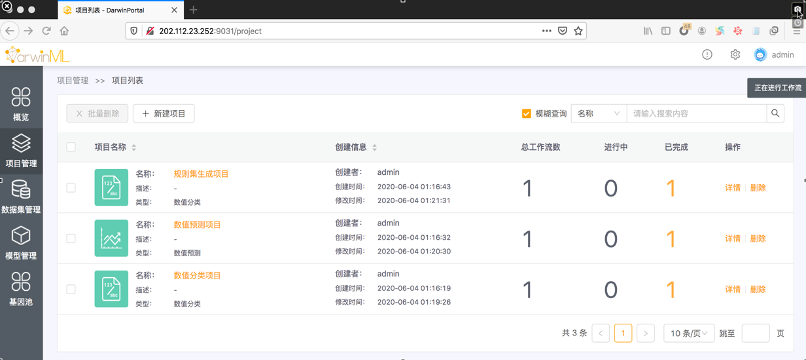 项目列表 - DarwinPortal
202.112.23.252:9031/project
DarwinML
admin
项目管理 >> 项目列表
正在进行工作流
概览
项目管理
数据集管理
模型管理
基因池
批量删除
新建项目
模糊查询
名称
请输入搜索内容
项目名称
创建信息
总工作流数
进行中
已完成
操作
名称： 规则集生成项目
描述： -
类型： 数值分类
创建者： admin
创建时间： 2020-06-04 01:16:43
修改时间： 2020-06-04 01:21:31
1
0
1
详情
删除
名称： 数值预测项目
描述： -
类型： 数值预测
创建者： admin
创建时间： 2020-06-04 01:16:32
修改时间： 2020-06-04 01:20:30
1
0
1
详情
删除
名称： 数值分类项目
描述： -
类型： 数值分类
创建者： admin
创建时间： 2020-06-04 01:16:19
修改时间： 2020-06-04 01:19:26
1
0
1
详情
删除
共 3 条
1
10 条/页
跳至
页